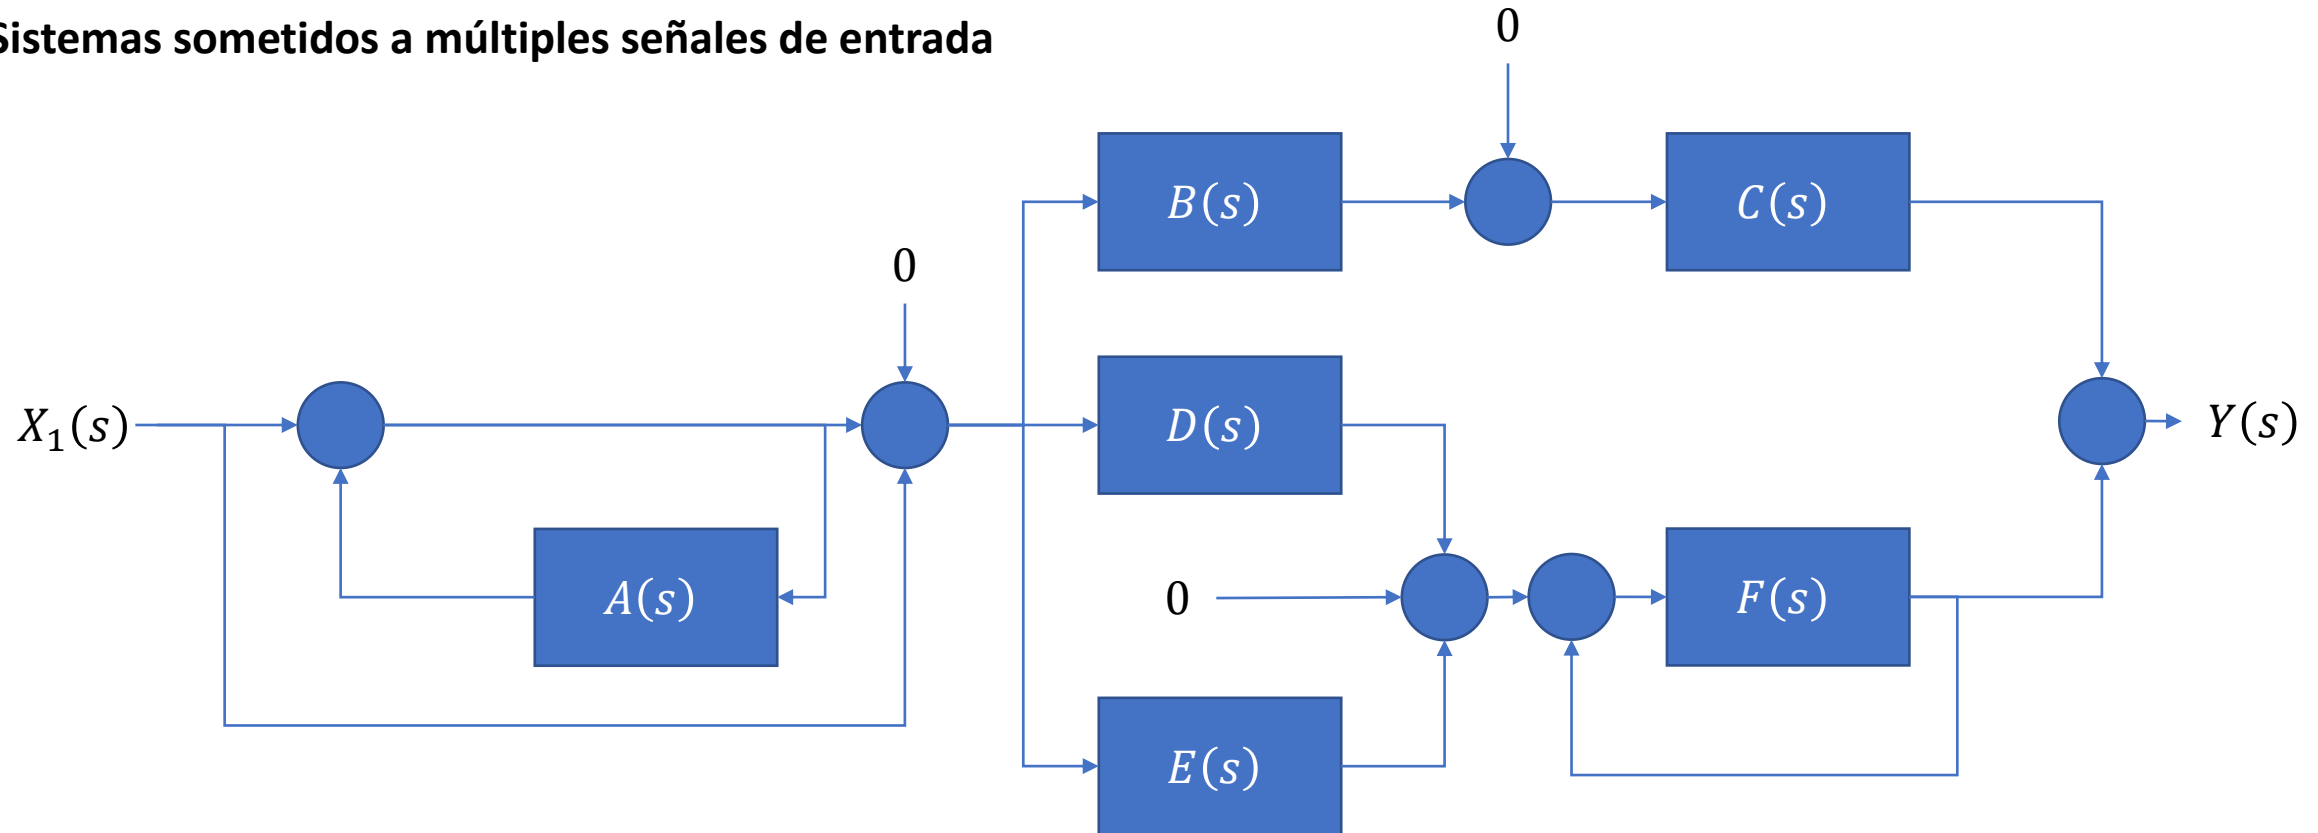 Sistemas sometidos a múltiples señales de entrada
0
B(s)
C(s)
0
X₁(s)
D(s)
Y(s)
A(s)
0
F(s)
E(s)